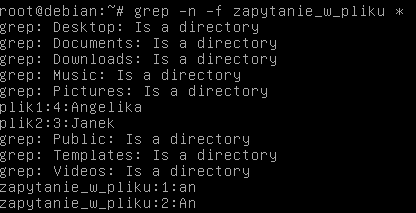 root@debian:~# grep -n -f zapytanie_w_pliku *
grep: Desktop: Is a directory
grep: Documents: Is a directory
grep: Downloads: Is a directory
grep: Music: Is a directory
grep: Pictures: Is a directory
plik1:4:Angelika
plik2:3:Janek
grep: Public: Is a directory
grep: Templates: Is a directory
grep: Videos: Is a directory
zapytanie_w_pliku:1:an
zapytanie_w_pliku:2:An